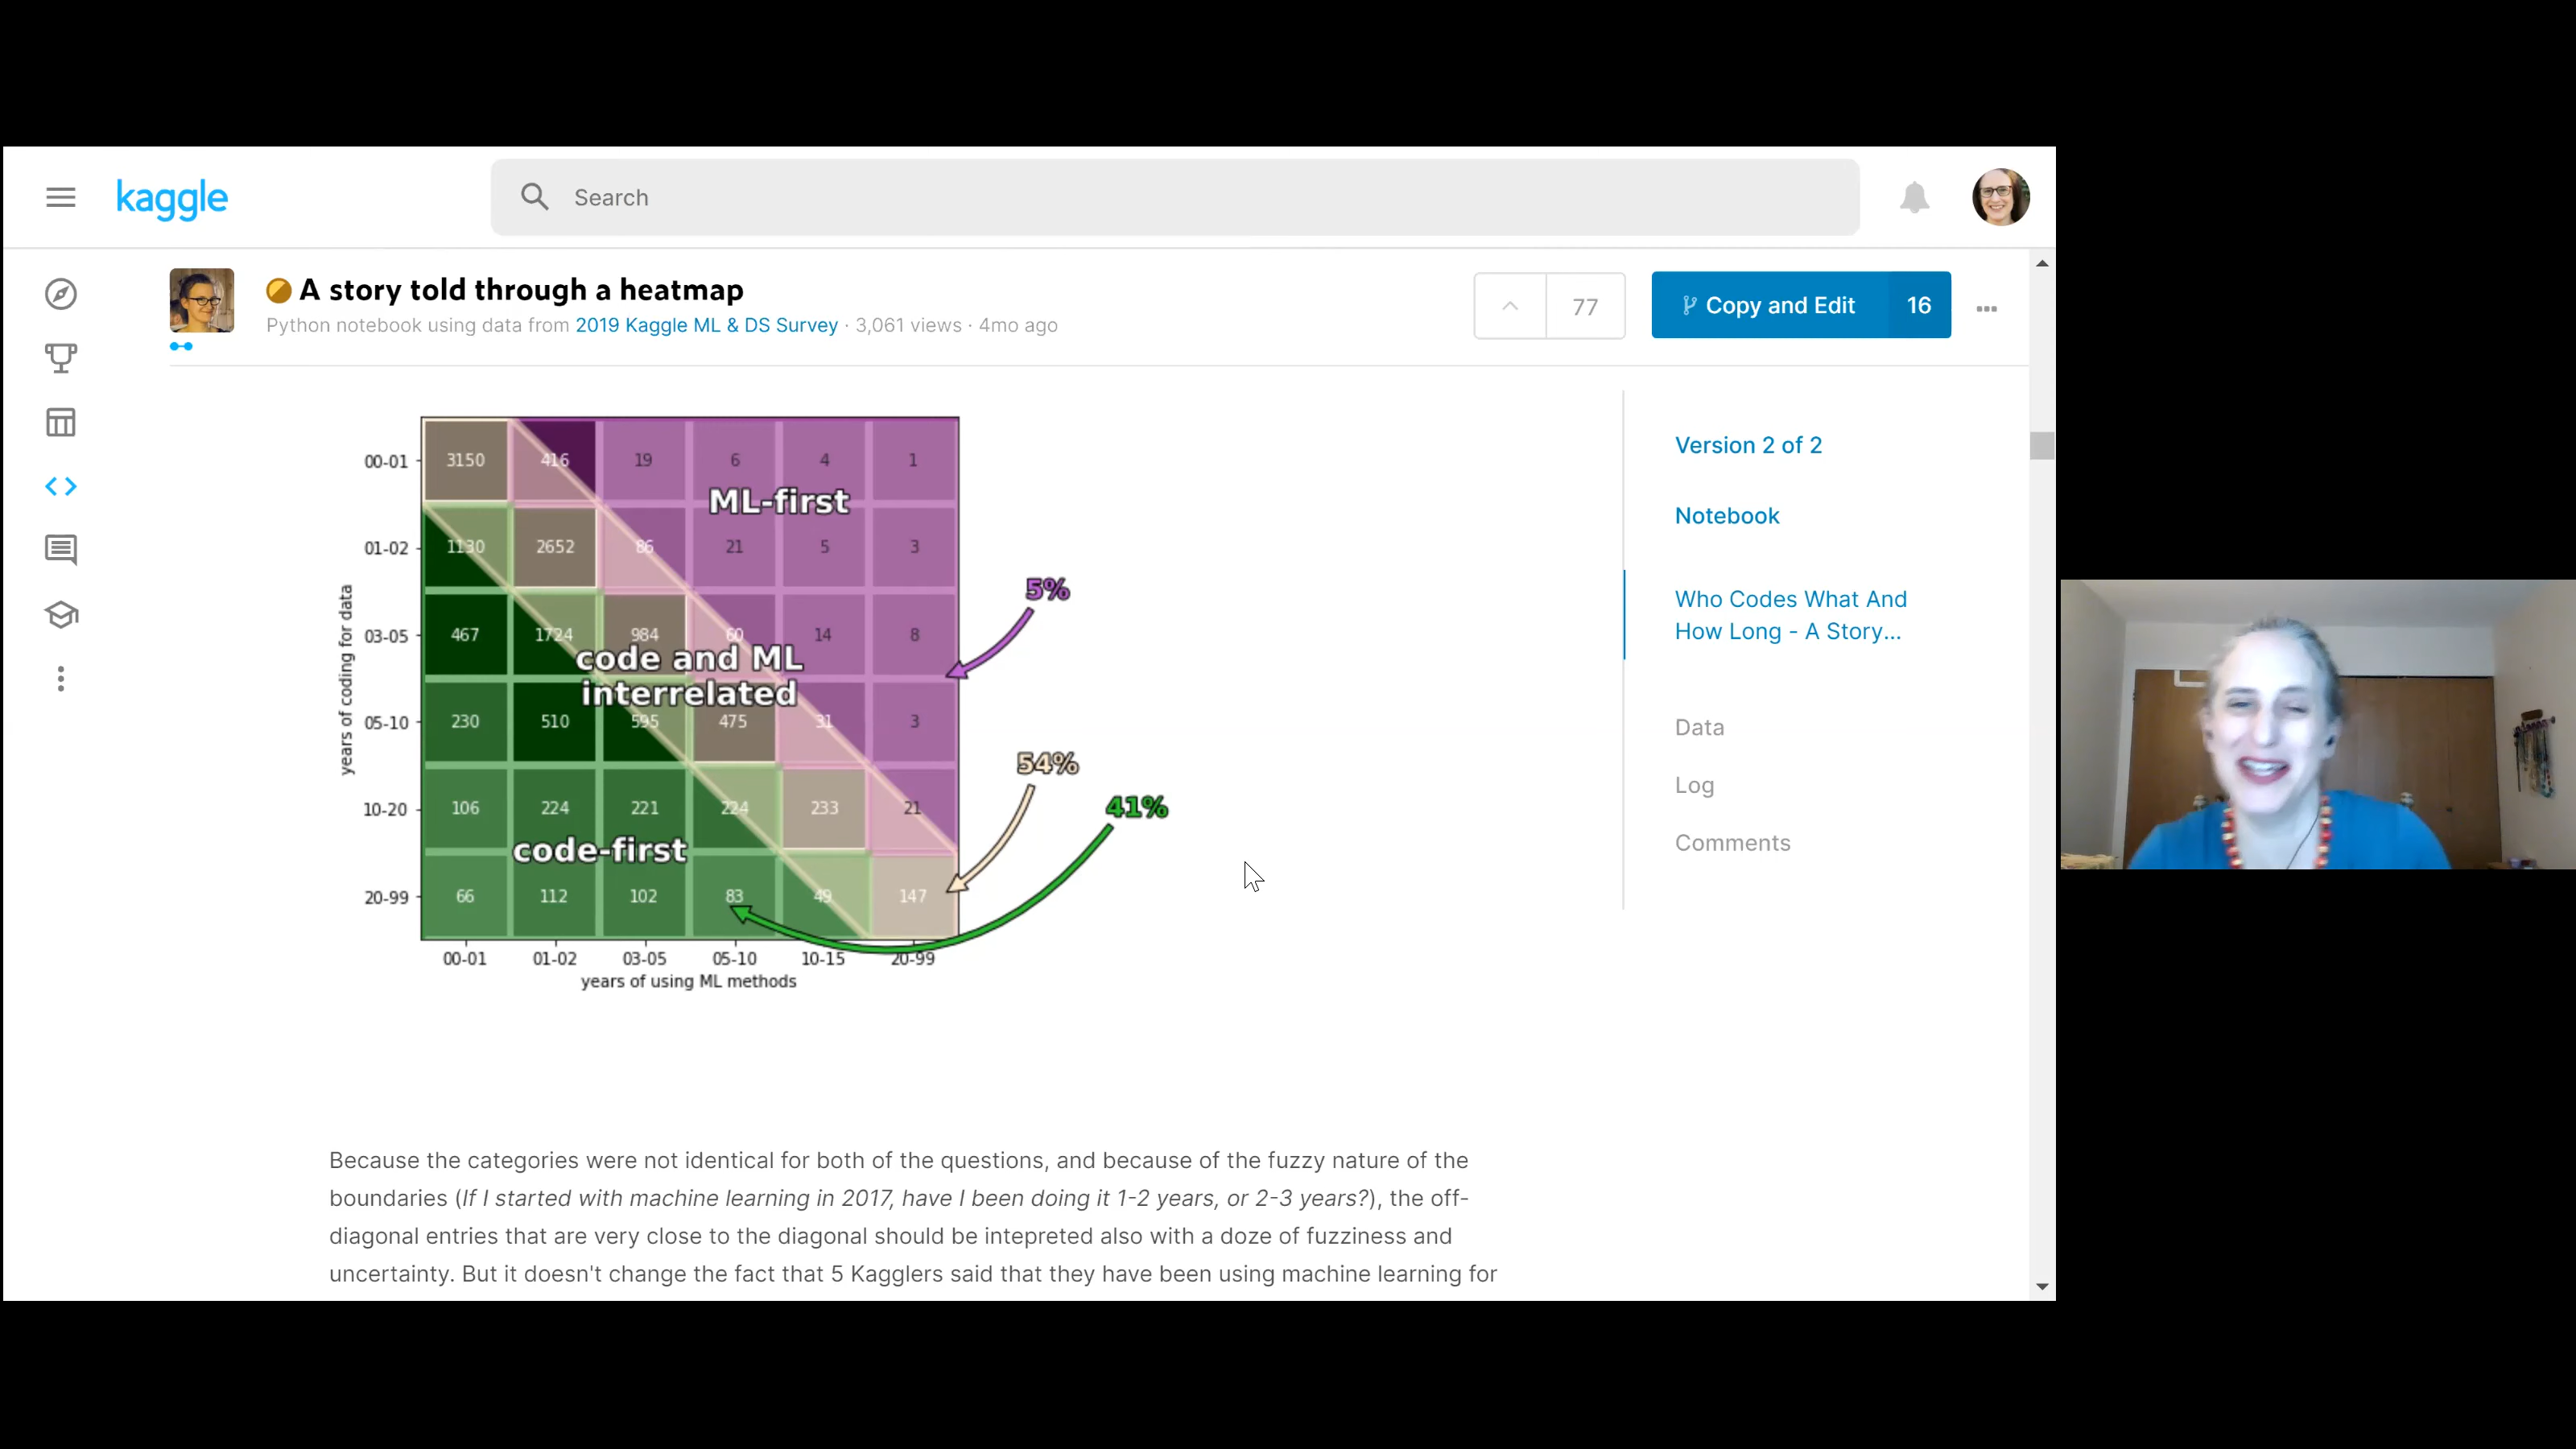 kaggle
Search
A story told through a heatmap
Python notebook using data from 2019 Kaggle ML & DS Survey · 3,061 views · 4mo ago
77
Copy and Edit
16
Version 2 of 2
Notebook
Who Codes What And
How Long - A Story...
Data
Log
Comments
years of coding for data
00-01 3150 416 19 6 4 1
ML-first
01-02 1130 2652 86 21 5 3
5%
03-05 467 1724 984 60 14 8
code and ML
interrelated
05-10 230 510 595 475 31 3
54%
10-20 106 224 221 224 233 21
41%
code-first
20-99 66 112 102 83 49 147
00-01 01-02 03-05 05-10 10-15 20-99
years of using ML methods
Because the categories were not identical for both of the questions, and because of the fuzzy nature of the
boundaries (If I started with machine learning in 2017, have I been doing it 1-2 years, or 2-3 years?), the off-
diagonal entries that are very close to the diagonal should be intepreted also with a doze of fuzziness and
uncertainty. But it doesn't change the fact that 5 Kagglers said that they have been using machine learning for